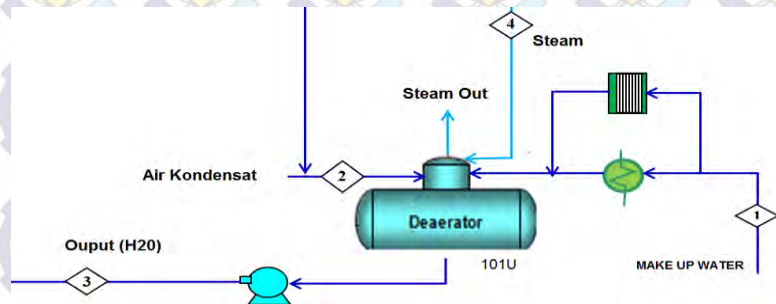 4
Steam
Steam Out
Air Kondensat
2
Deaerator
1
Ouput (H20)
101U
MAKE UP WATER
3